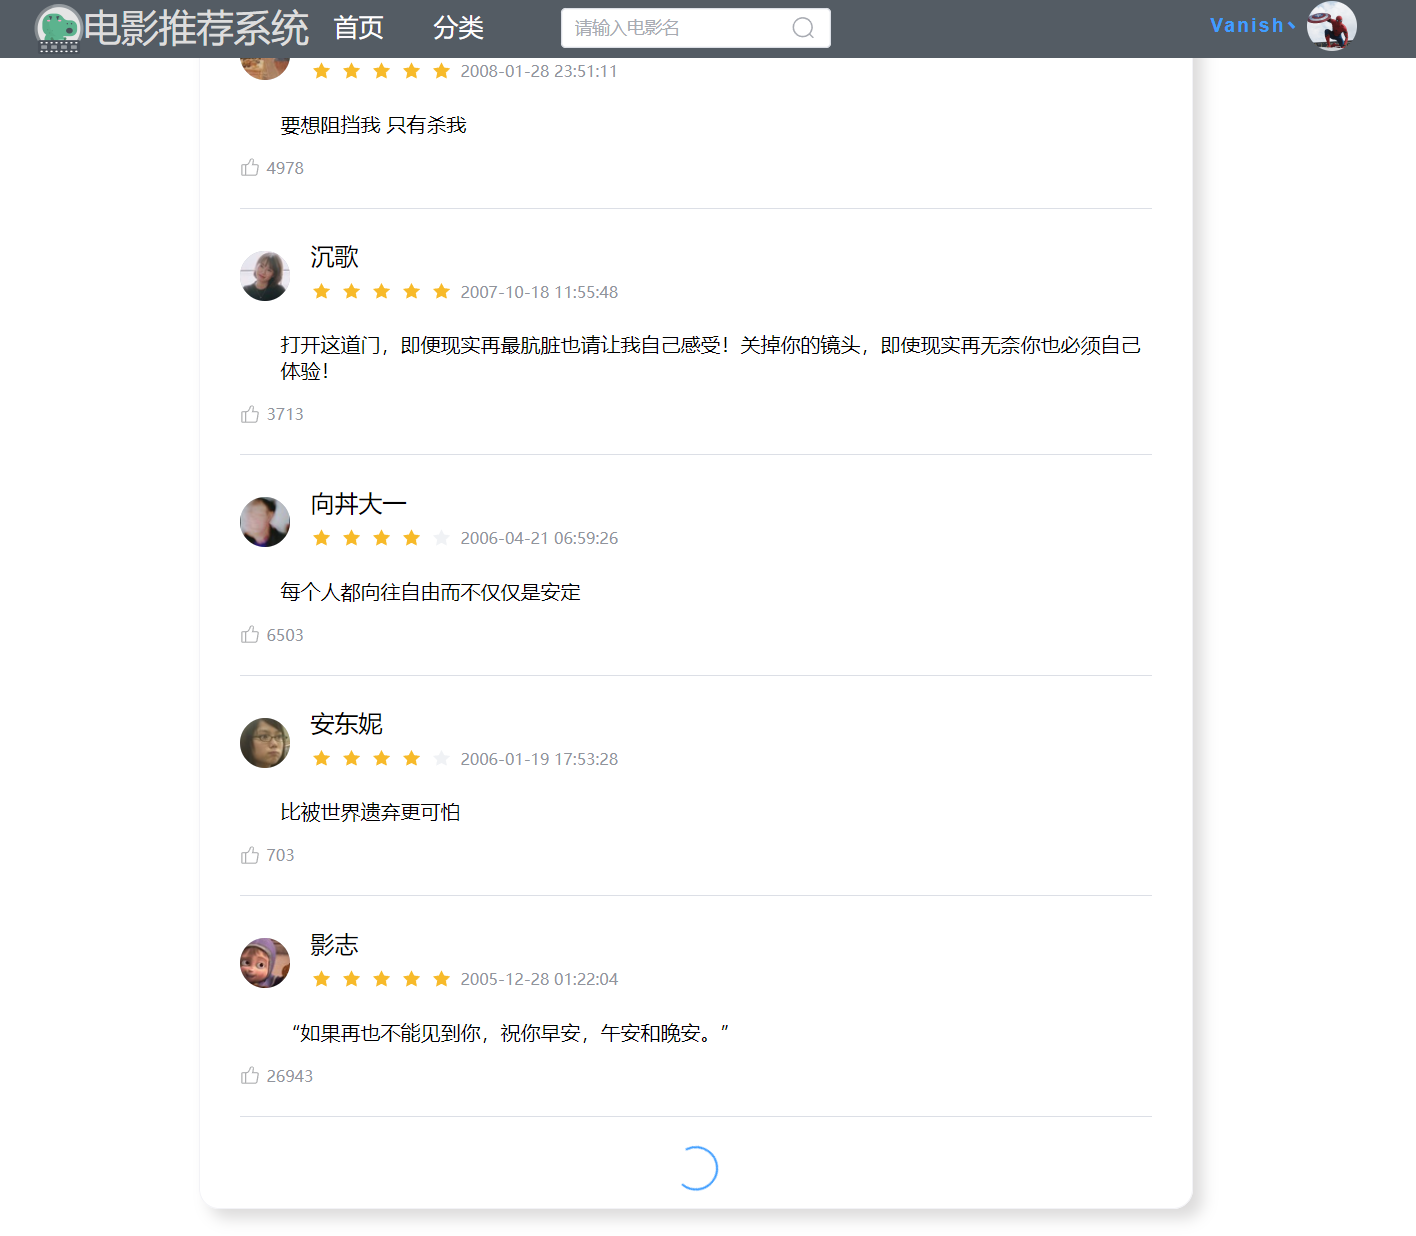 电影推荐系统 首页 分类 请输入电影名 Vanish丶
2008-01-28 23:51:11
要想阻挡我 只有杀我
4978
沉歌
2007-10-18 11:55:48
打开这道门，即便现实再最肮脏也请让我自己感受！关掉你的镜头，即使现实再无奈你也必须自己
体验！
3713
向丼大一
2006-04-21 06:59:26
每个人都向往自由而不仅仅是安定
6503
安东妮
2006-01-19 17:53:28
比被世界遗弃更可怕
703
影志
2005-12-28 01:22:04
“如果再也不能见到你，祝你早安，午安和晚安。”
26943